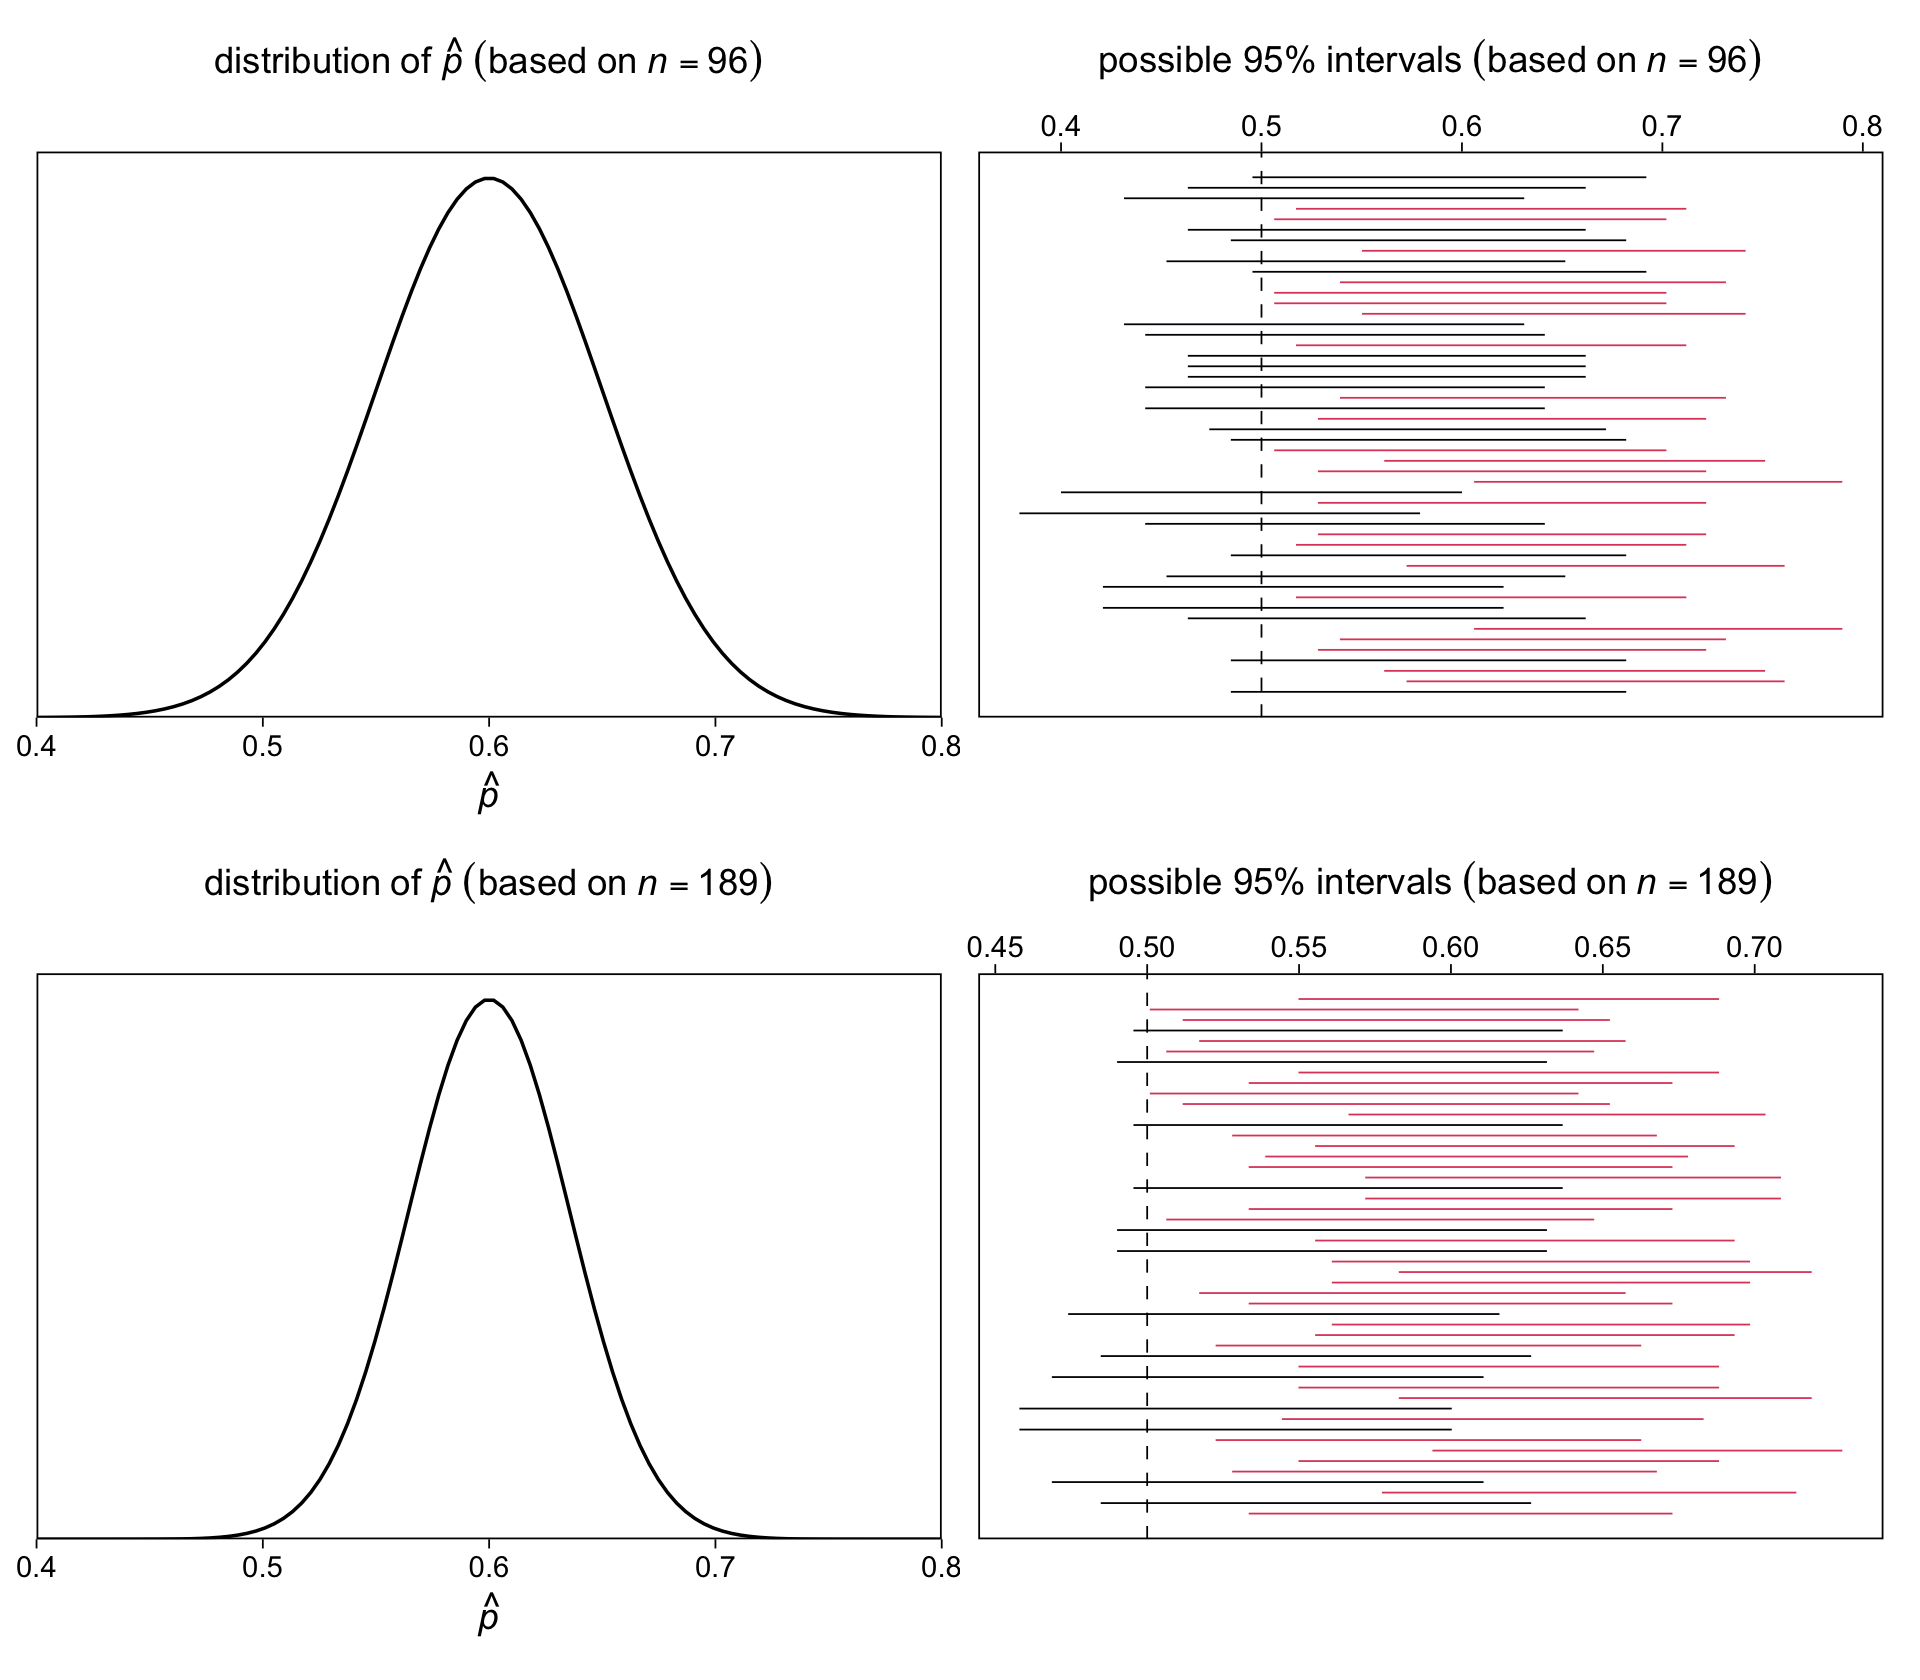 distribution of p̂ (based on n = 96)
possible 95% intervals (based on n = 96)
0.4 0.5 0.6 0.7 0.8
0.4 0.5 0.6 0.7 0.8
p̂
distribution of p̂ (based on n = 189)
possible 95% intervals (based on n = 189)
0.45 0.50 0.55 0.60 0.65 0.70
0.4 0.5 0.6 0.7 0.8
p̂